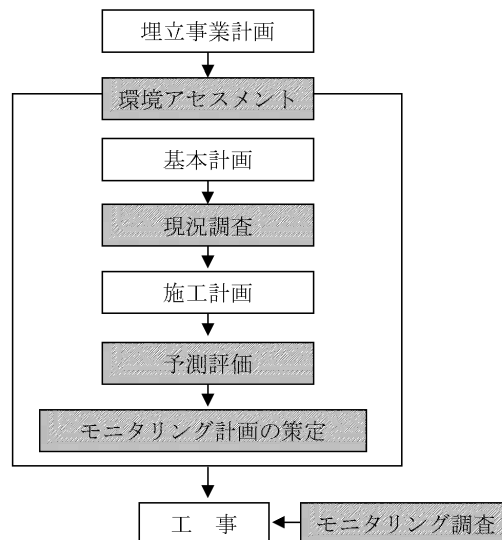 埋立事業計画
環境アセスメント
基本計画
現況調査
施工計画
予測評価
モニタリング計画の策定
工　事
モニタリング調査